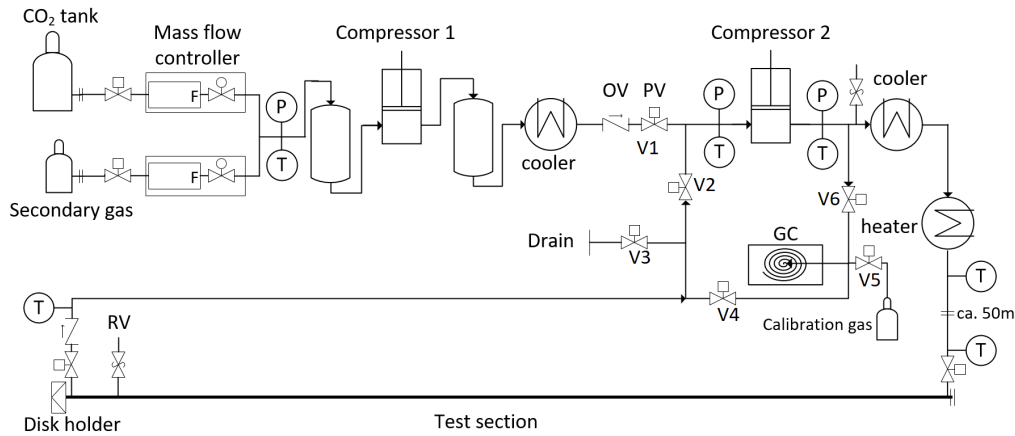 CO₂ tank
Mass flow
controller
Compressor 1
Compressor 2
F
P
T
OV PV
V1
P
T
P
T
cooler
cooler
Secondary gas
F
V2
V6
heater
Drain
V3
GC
V5
T
T
RV
V4
Calibration gas
ca. 50m
T
Disk holder
Test section